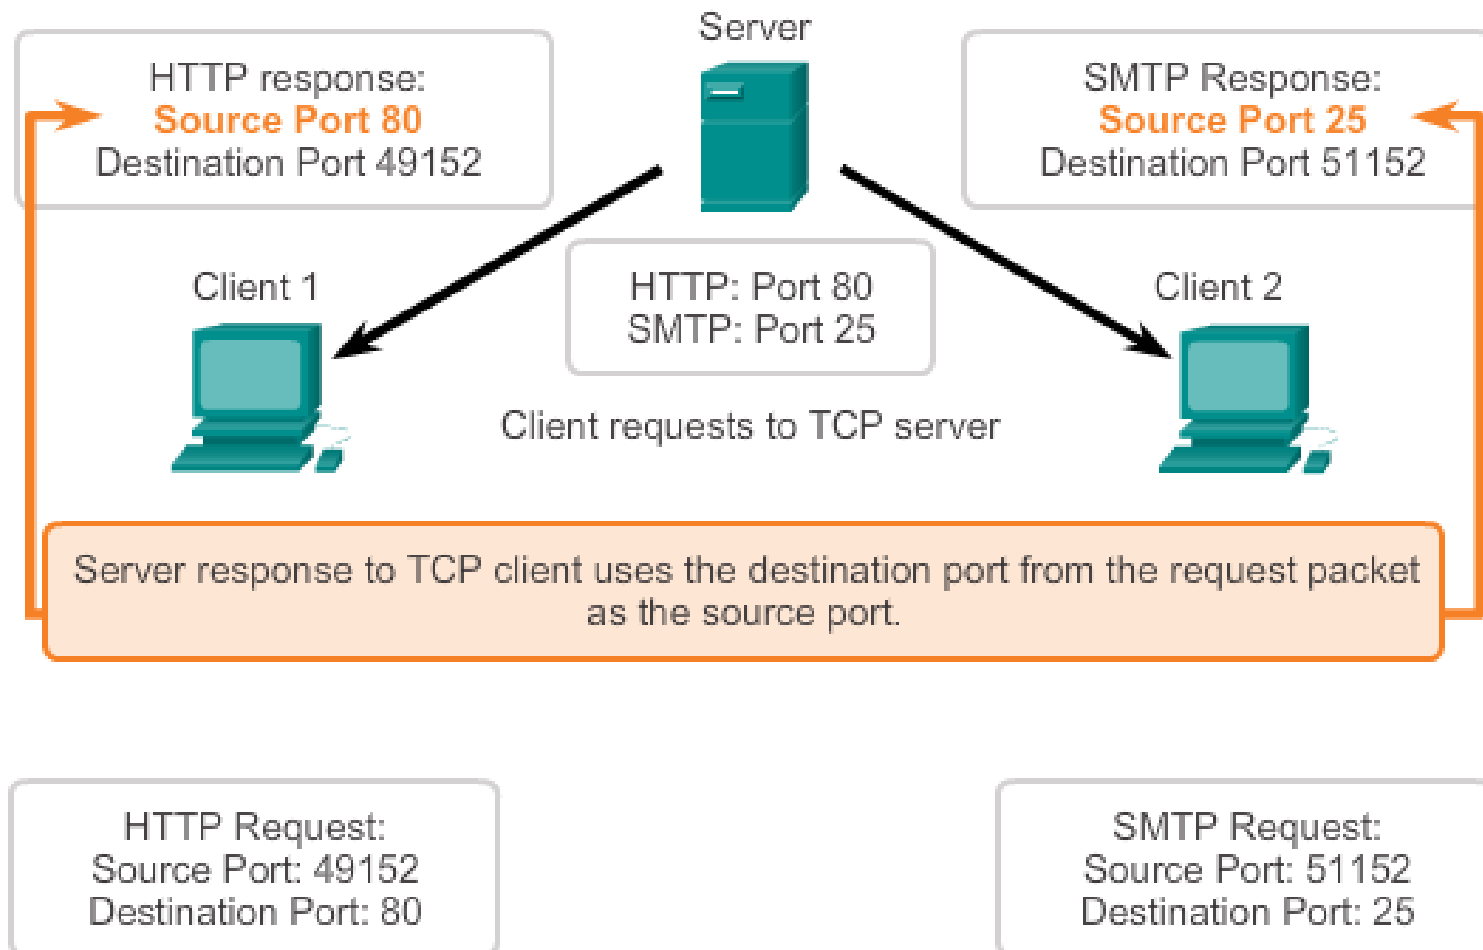 Server
HTTP response:
Source Port 80
Destination Port 49152
SMTP Response:
Source Port 25
Destination Port 51152
Client 1
HTTP: Port 80
SMTP: Port 25
Client 2
Client requests to TCP server
Server response to TCP client uses the destination port from the request packet
as the source port.
HTTP Request:
Source Port: 49152
Destination Port: 80
SMTP Request:
Source Port: 51152
Destination Port: 25